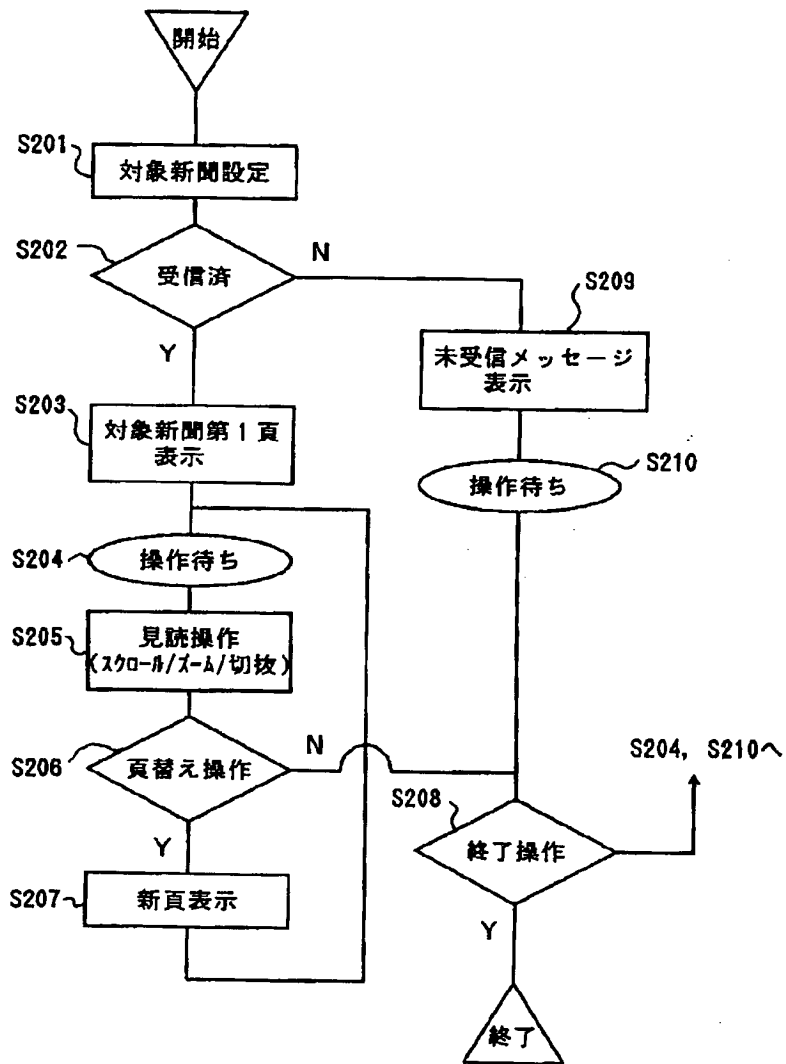 開始
S201
対象新聞設定
S202
受信済
N
Y
S209
未受信メッセージ
表示
S203
対象新聞第1頁
表示
S210
操作待ち
S204
操作待ち
S205
見読操作
(スクロール/ズーム/切抜)
S206
頁替え操作
N
Y
S204, S210へ
S208
終了操作
Y
S207
新頁表示
終了